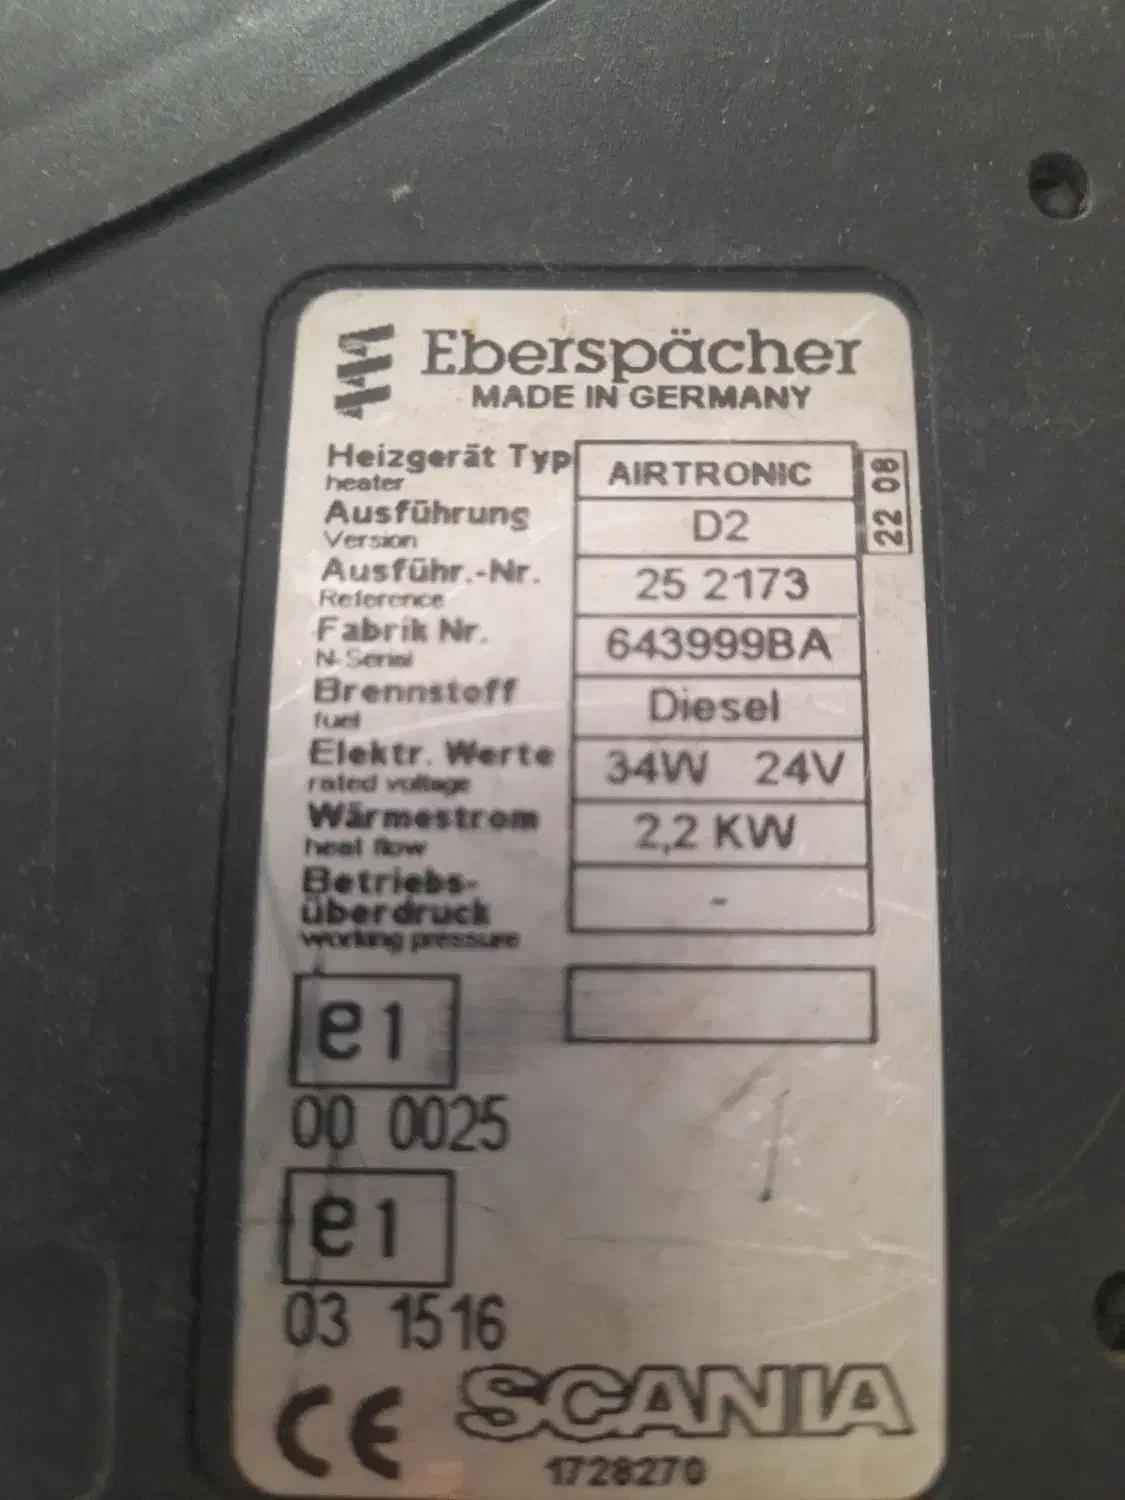 Eberspächer
MADE IN GERMANY
Heizgerät Typ AIRTRONIC
heater
22 08
Ausführung D2
Version
Ausführ.-Nr. 25 2173
Reference
Fabrik Nr. 643999BA
N-Serial
Brennstoff Diesel
fuel
Elektr. Werte 34W 24V
rated voltage
Wärmestrom 2,2 KW
heat flow
Betriebs-
überdruck -
working pressure
e1
00 0025
e1
03 1516
CE SCANIA